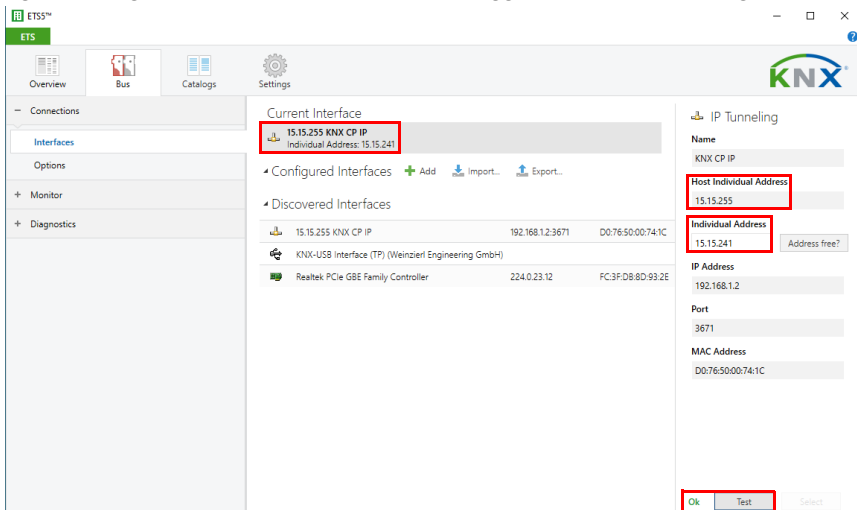 ETS5™
ETS
Overview
Bus
Catalogs
Settings
KNX
Connections
Interfaces
Options
Monitor
Diagnostics
Current Interface
15.15.255 KNX CP IP
Individual Address: 15.15.241
Configured Interfaces + Add Import... Export...
Discovered Interfaces
15.15.255 KNX CP IP 192.168.1.2:3671 D0:76:50:00:74:1C
KNX-USB Interface (TP) (Weinzierl Engineering GmbH)
Realtek PCIe GBE Family Controller 224.0.23.12 FC:3F:DB:8D:93:2E
IP Tunneling
Name
KNX CP IP
Host Individual Address
15.15.255
Individual Address
15.15.241 Address free?
IP Address
192.168.1.2
Port
3671
MAC Address
D0:76:50:00:74:1C
Ok Test Select